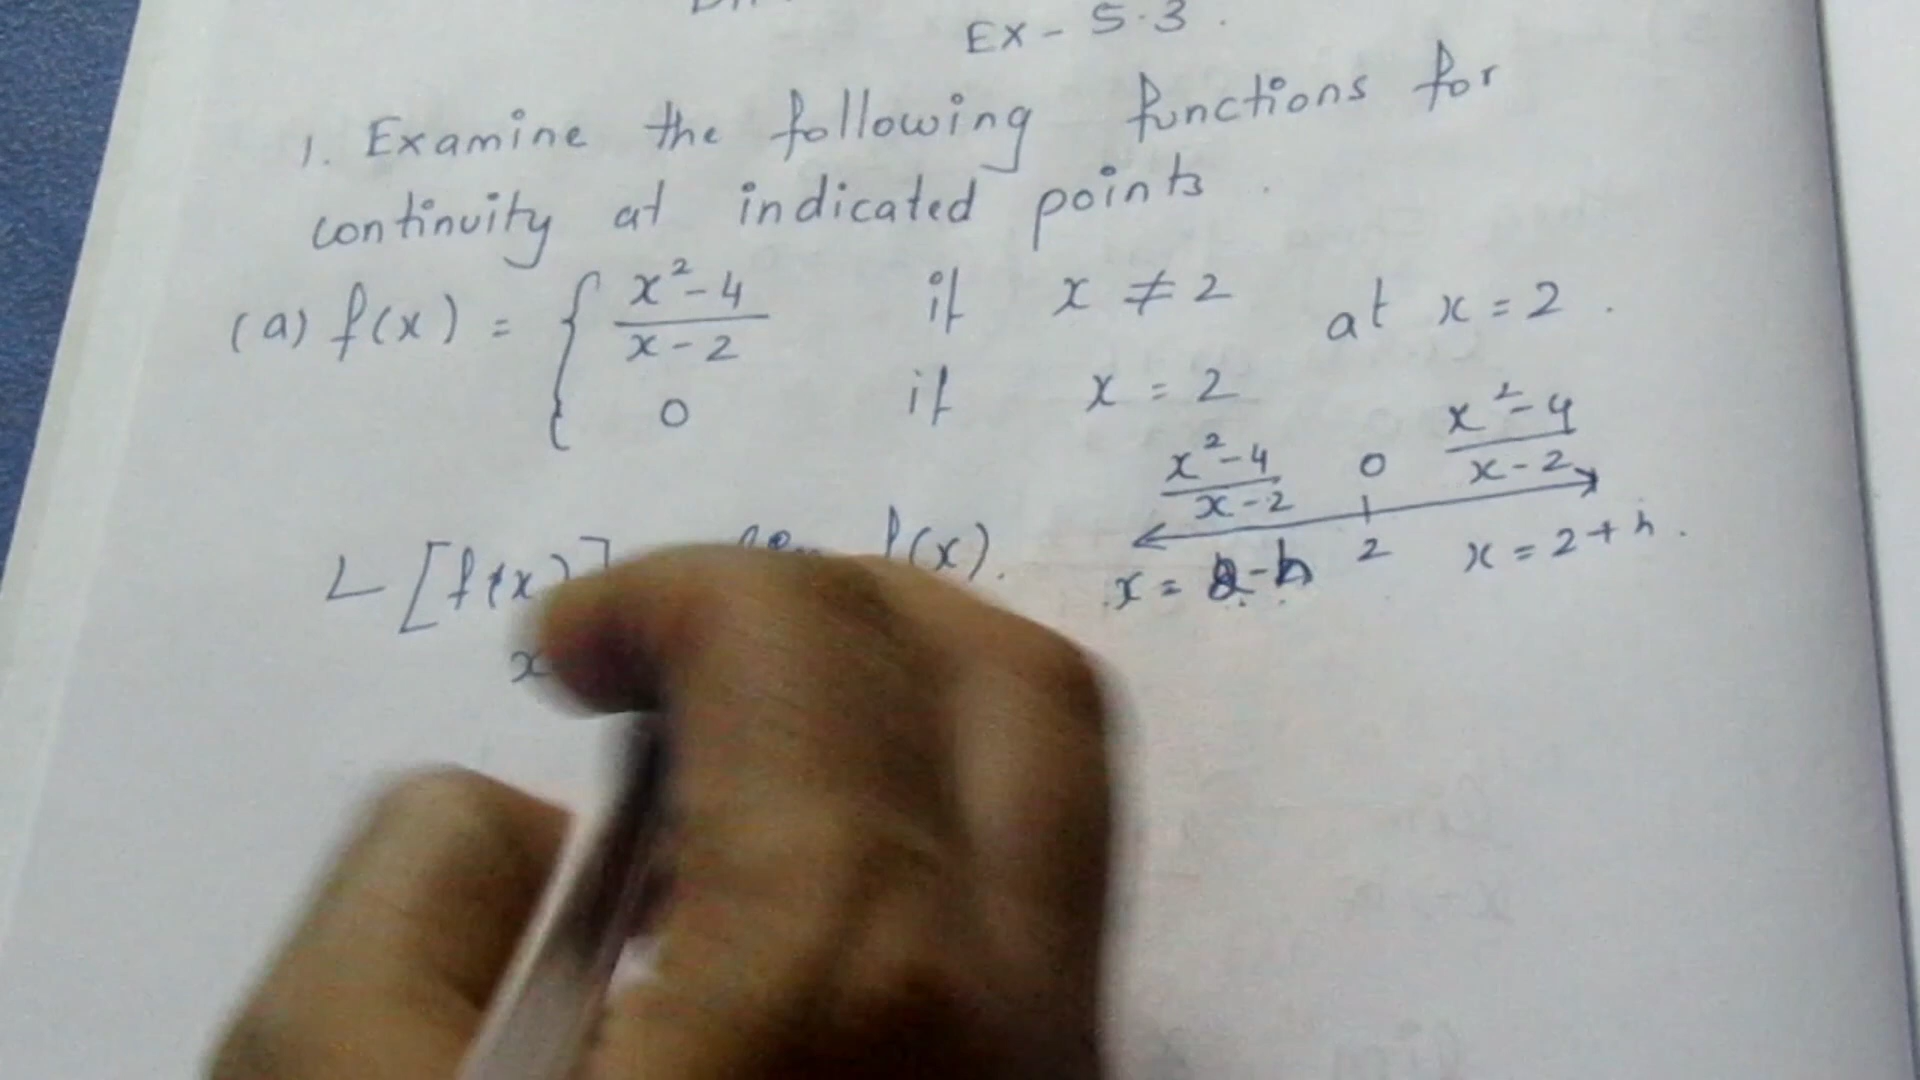 Ex - 5.3.
1. Examine the following functions for
continuity at indicated points.
(a) f(x) = { x²-4 / x-2 if x ≠ 2 at x = 2.
0 if x = 2
x²-4 / x-2 0 x²-4 / x-2
x = 2-h 2 x = 2+h.
L [f(x)] f(x).
x